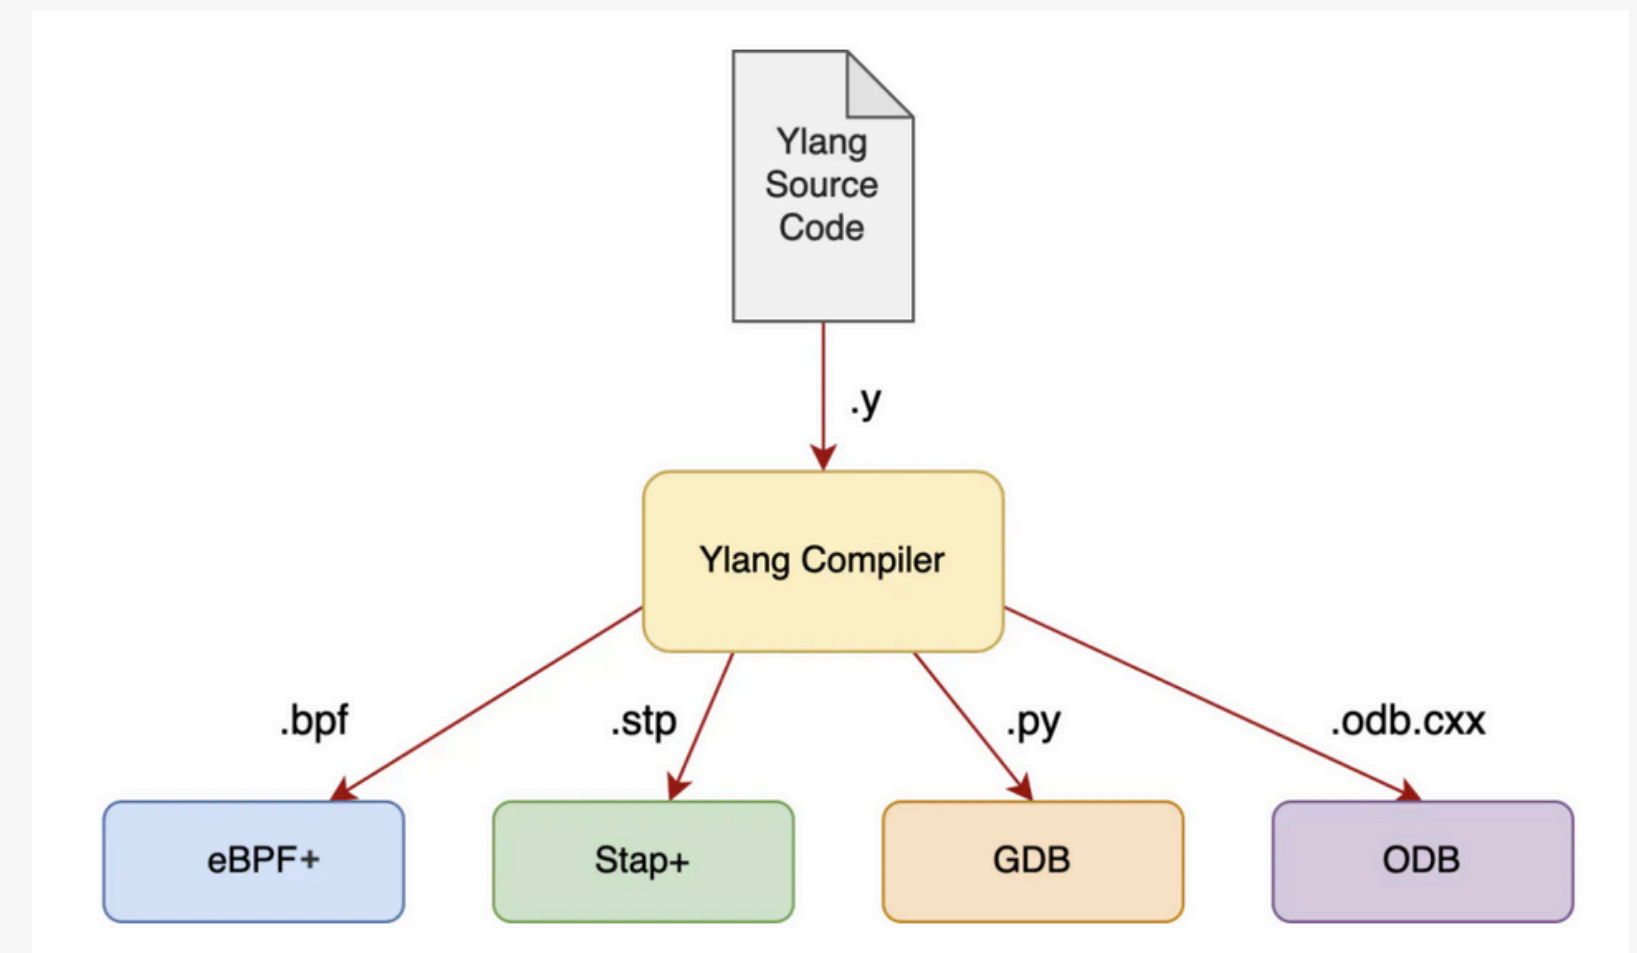 Ylang
Source
Code
.y
Ylang Compiler
.bpf
.stp
.py
.odb.cxx
eBPF+
Stap+
GDB
ODB